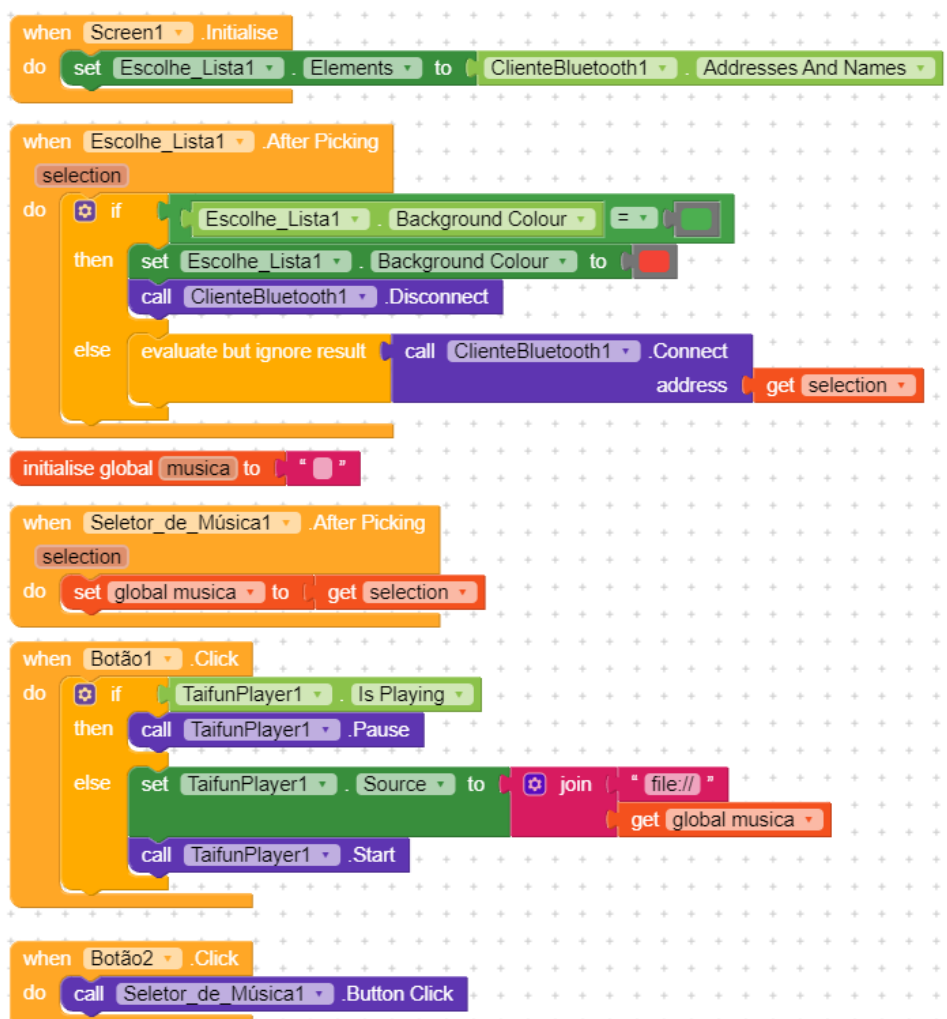 when Screen1 .Initialise
do set Escolhe_Lista1 . Elements to ClienteBluetooth1 . Addresses And Names
when Escolhe_Lista1 .After Picking
selection
do if Escolhe_Lista1 . Background Colour =
then set Escolhe_Lista1 . Background Colour to
call ClienteBluetooth1 .Disconnect
else evaluate but ignore result call ClienteBluetooth1 .Connect
address get selection
initialise global musica to " "
when Seletor_de_Música1 .After Picking
selection
do set global musica to get selection
when Botão1 .Click
do if TaifunPlayer1 . Is Playing
then call TaifunPlayer1 .Pause
else set TaifunPlayer1 . Source to join " file:// "
get global musica
call TaifunPlayer1 .Start
when Botão2 .Click
do call Seletor_de_Música1 .Button Click